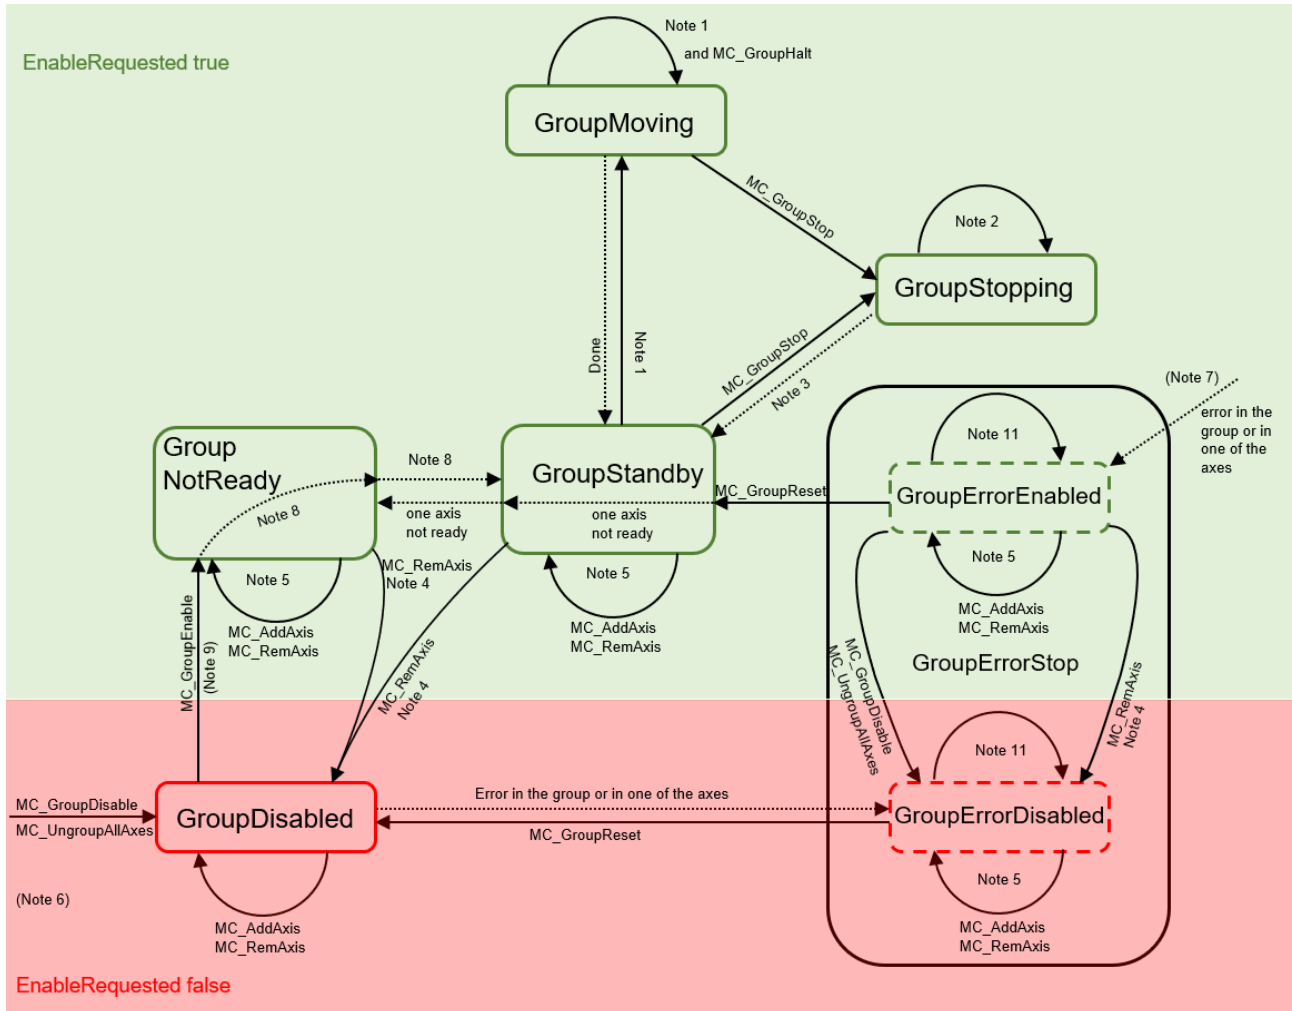 EnableRequested true
Note 1
and MC_GroupHalt
GroupMoving
MC_GroupStop
Note 2
GroupStopping
Done
Note 1
MC_GroupStop
Note 3
(Note 7)
error in the
group or in
one of the
axes
Group
NotReady
Note 8
Note 8
one axis
not ready
GroupStandby
one axis
not ready
MC_GroupReset
Note 11
GroupErrorEnabled
Note 5
MC_AddAxis
MC_RemAxis
GroupErrorStop
Note 5
MC_AddAxis
MC_RemAxis
MC_RemAxis
Note 4
Note 5
MC_AddAxis
MC_RemAxis
MC_GroupEnable
(Note 9)
MC_RemAxis
Note 4
MC_GroupDisable
MC_UngroupAllAxes
MC_RemAxis
Note 4
MC_GroupDisable
MC_UngroupAllAxes
(Note 6)
GroupDisabled
MC_AddAxis
MC_RemAxis
Error in the group or in one of the axes
MC_GroupReset
Note 11
GroupErrorDisabled
Note 5
MC_AddAxis
MC_RemAxis
EnableRequested false